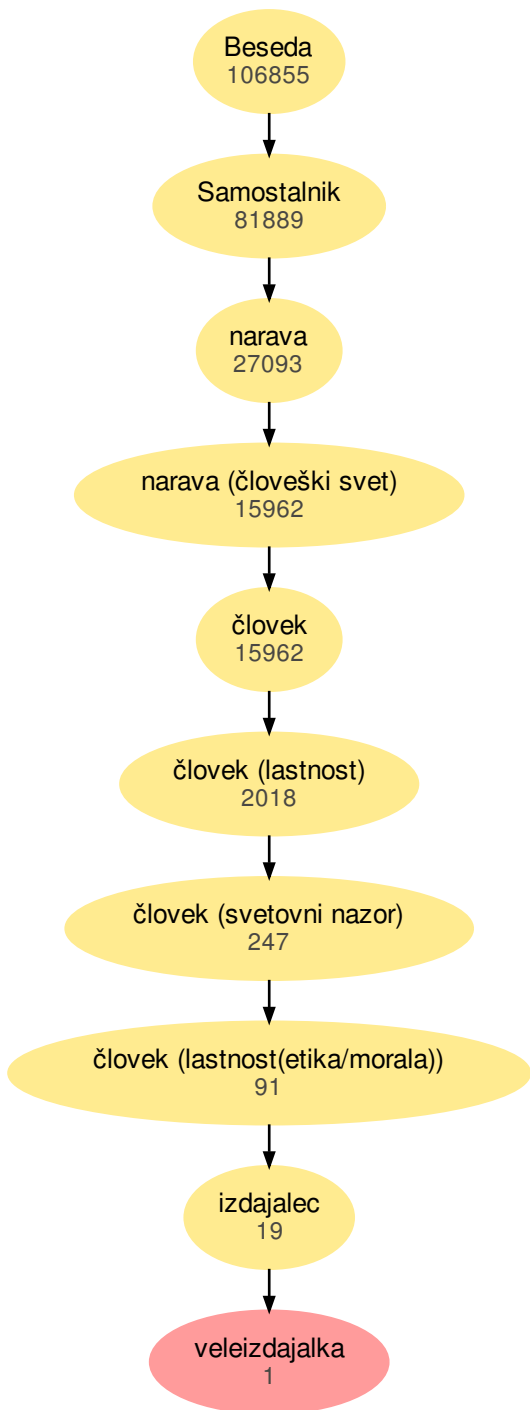 Beseda
106855
Samostalnik
81889
narava
27093
narava (človeški svet)
15962
človek
15962
človek (lastnost)
2018
človek (svetovni nazor)
247
človek (lastnost(etika/morala))
91
izdajalec
19
veleizdajalka
1